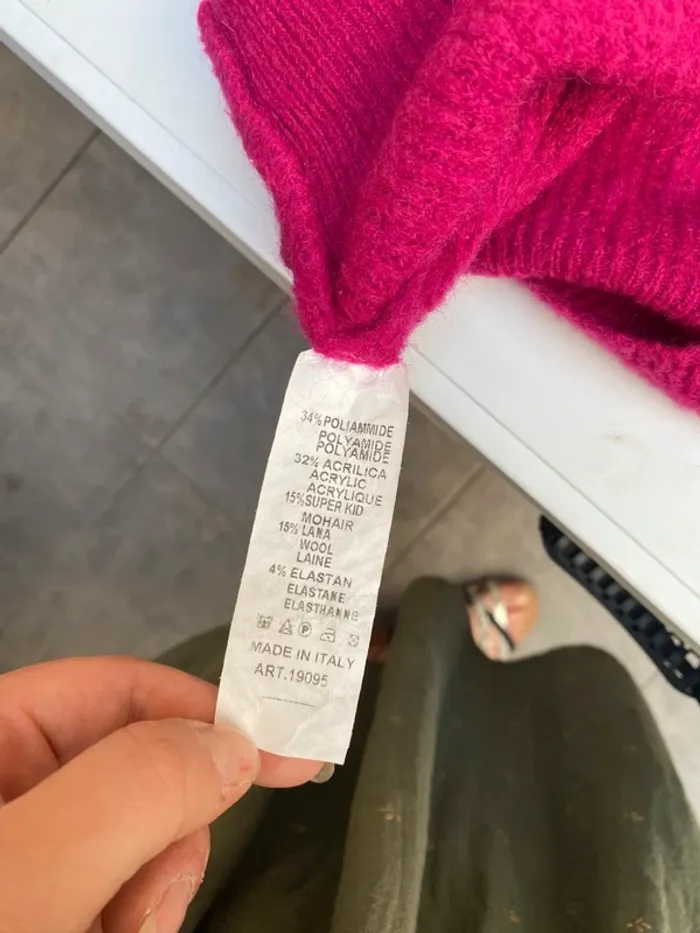 34% POLIAMMIDE
POLYAMIDE
POLYAMIDE
32% ACRILICA
ACRYLIC
ACRYLIQUE
15% SUPER KID
MOHAIR
15% LANA
WOOL
LAINE
4% ELASTAN
ELASTANE
ELASTHANNE
P
MADE IN ITALY
ART.19095